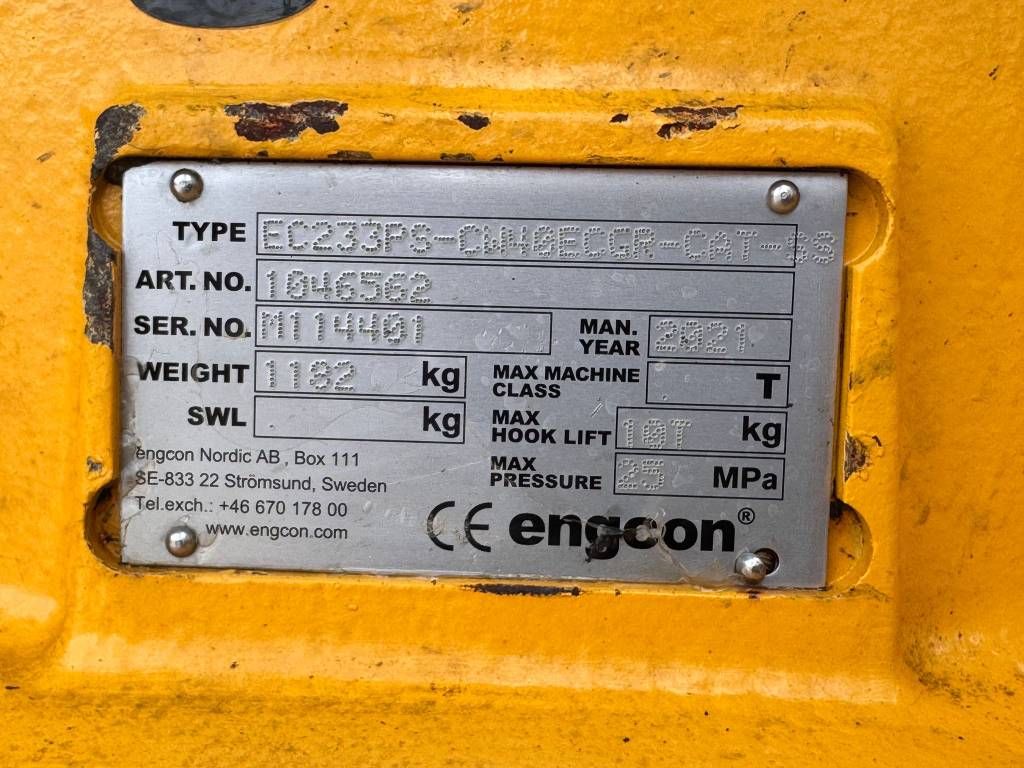 TYPE EC233PS-CW40ECGR-CAT-SS
ART. NO. 1046562
SER. NO. M114401 MAN. YEAR 2021
WEIGHT 1182 kg MAX MACHINE CLASS T
SWL kg MAX HOOK LIFT 10T kg
MAX PRESSURE 25 MPa
engcon Nordic AB , Box 111
SE-833 22 Strömsund, Sweden
Tel.exch.: +46 670 178 00
www.engcon.com
CE engcon®